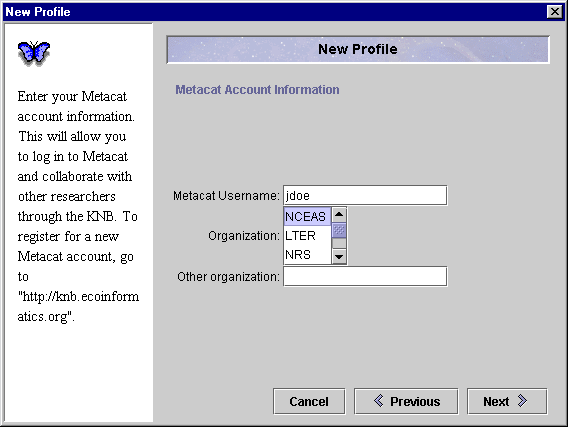 New Profile
New Profile
Enter your Metacat
account information.
This will allow you
to log in to Metacat
and collaborate with
other researchers
through the KNB. To
register for a new
Metacat account, go
to
"http://knb.ecoinform
atics.org".
Metacat Account Information
Metacat Username: jdoe
NCEAS
Organization: LTER
NRS
Other organization:
Cancel Previous Next